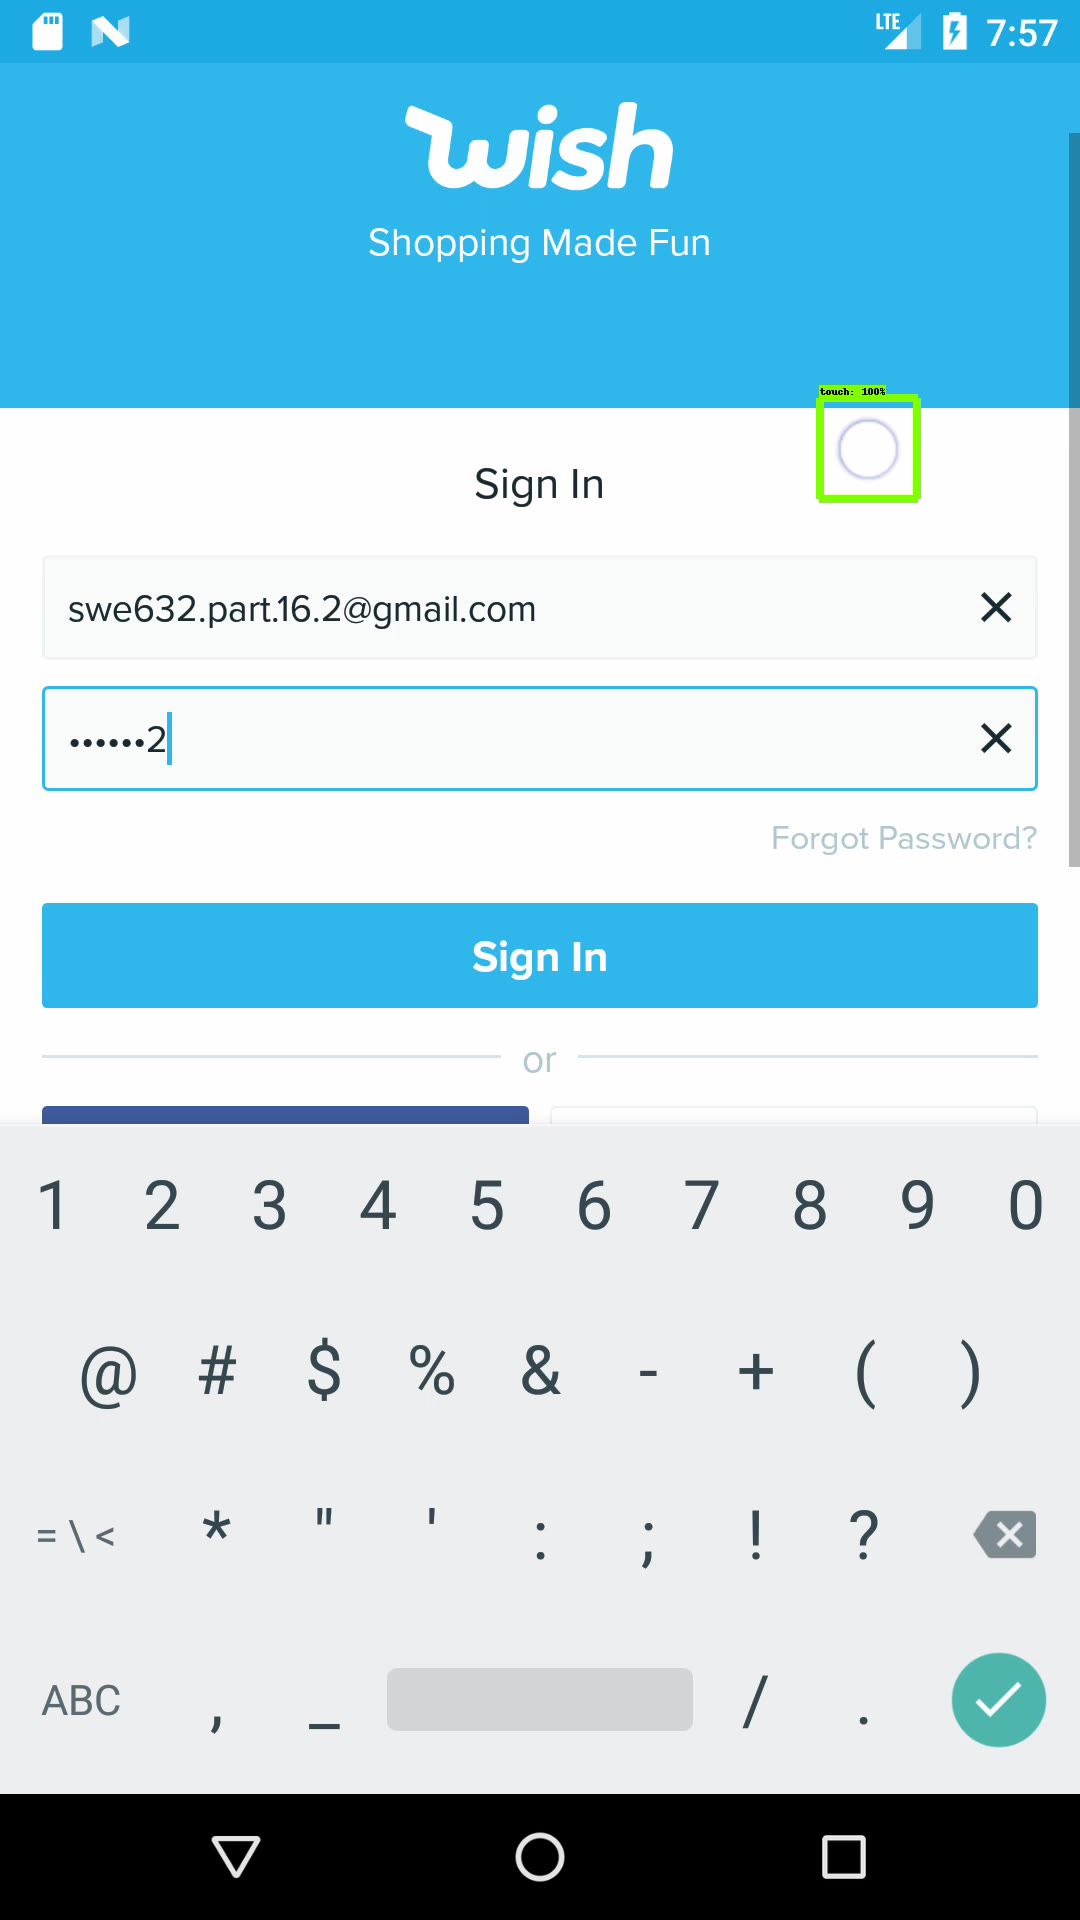 LTE 7:57
wish
Shopping Made Fun
touch: 100%
Sign In
swe632.part.16.2@gmail.com
••••••2
Forgot Password?
Sign In
or
1 2 3 4 5 6 7 8 9 0
@ # $ % & - + ( )
= \ < * " ' : ; ! ?
ABC , _ / .